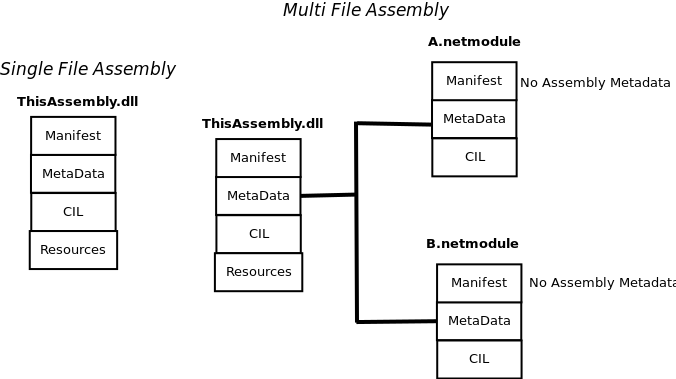 Multi File Assembly
Single File Assembly
ThisAssembly.dll
Manifest
MetaData
CIL
Resources
ThisAssembly.dll
Manifest
MetaData
CIL
Resources
A.netmodule
Manifest
No Assembly Metadata
MetaData
CIL
B.netmodule
Manifest
No Assembly Metadata
MetaData
CIL